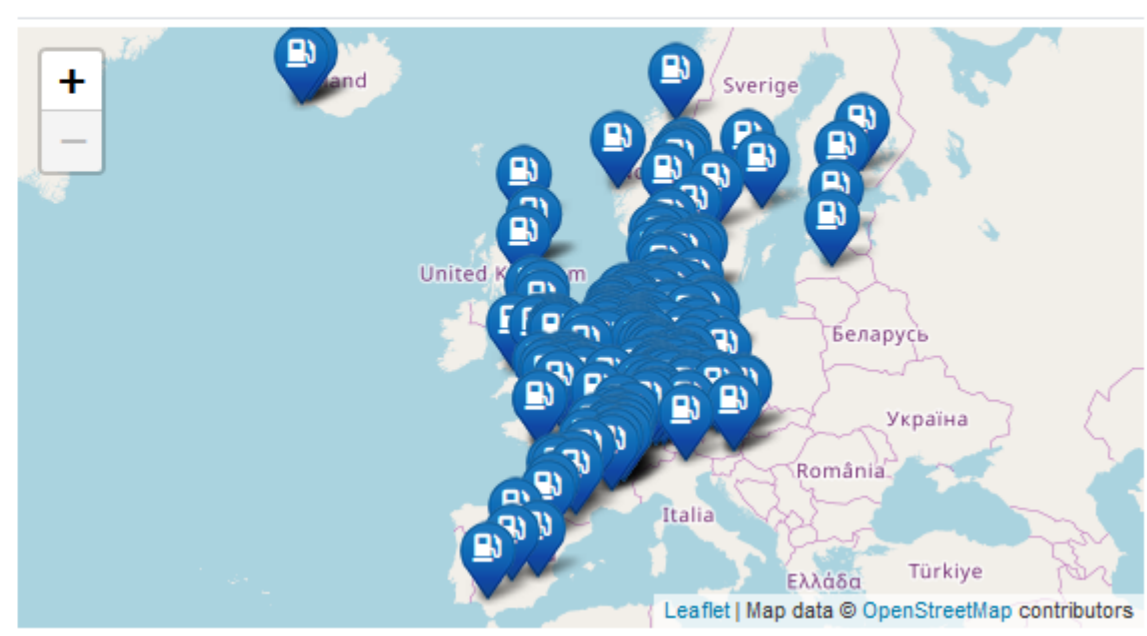 +
−
Sverige
United
Беларусь
Україна
România
Italia
Ελλάδα
Türkiye
Leaflet | Map data © OpenStreetMap contributors